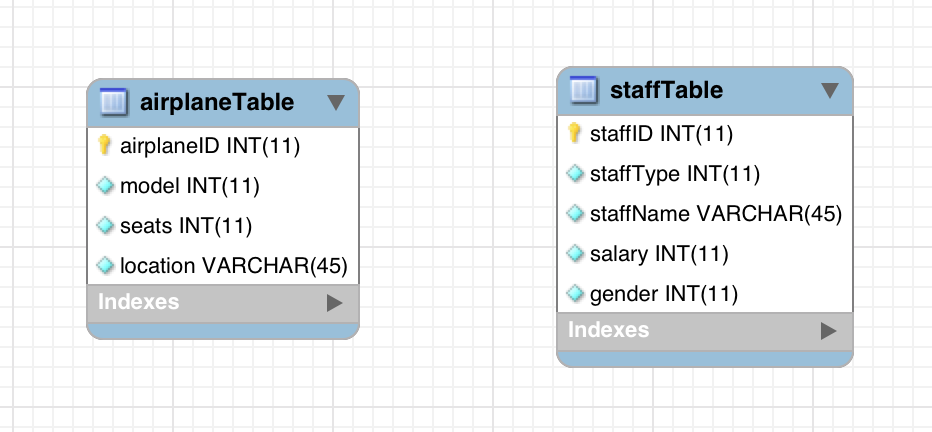 airplaneTable
airplaneID INT(11)
model INT(11)
seats INT(11)
location VARCHAR(45)
Indexes
staffTable
staffID INT(11)
staffType INT(11)
staffName VARCHAR(45)
salary INT(11)
gender INT(11)
Indexes